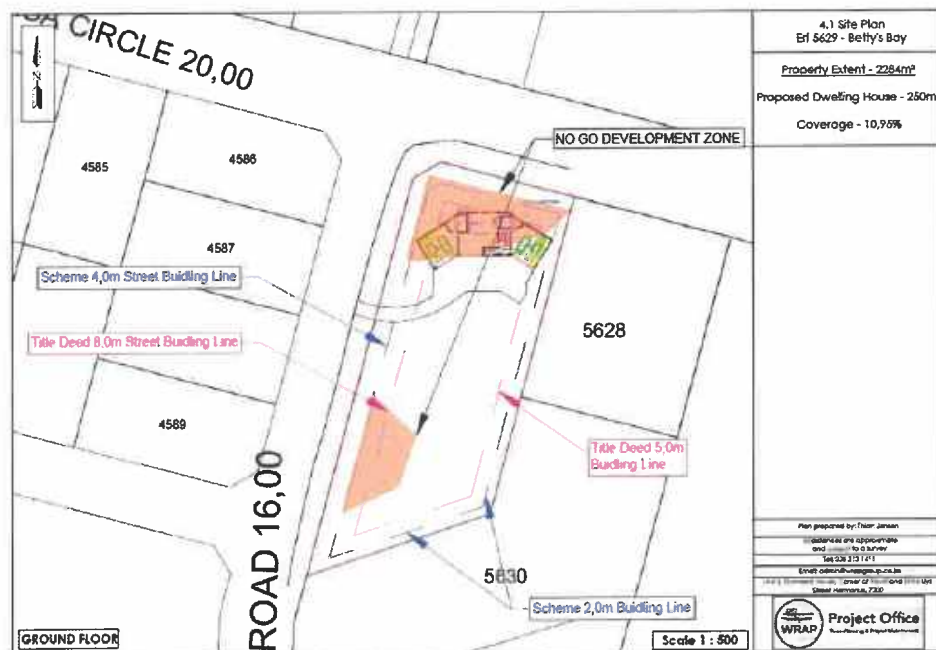 CIRCLE 20,00
4585
4586
4587
4589
NO GO DEVELOPMENT ZONE
Scheme 4,0m Street Buidling Line
Title Deed 8,0m Street Buidling Line
5628
Title Deed 5,0m
Buidling Line
5630
Scheme 2,0m Buidling Line
ROAD 16,00
GROUND FLOOR
Scale 1 : 500
4.1 Site Plan
Erf 5629 - Betty's Bay
Property Extent - 2284m²
Proposed Dwelling House - 250m
Coverage - 10,95%
Plan prepared by: Thian Jansen
distances are approximate
and to a survey
WRAP
Project Office